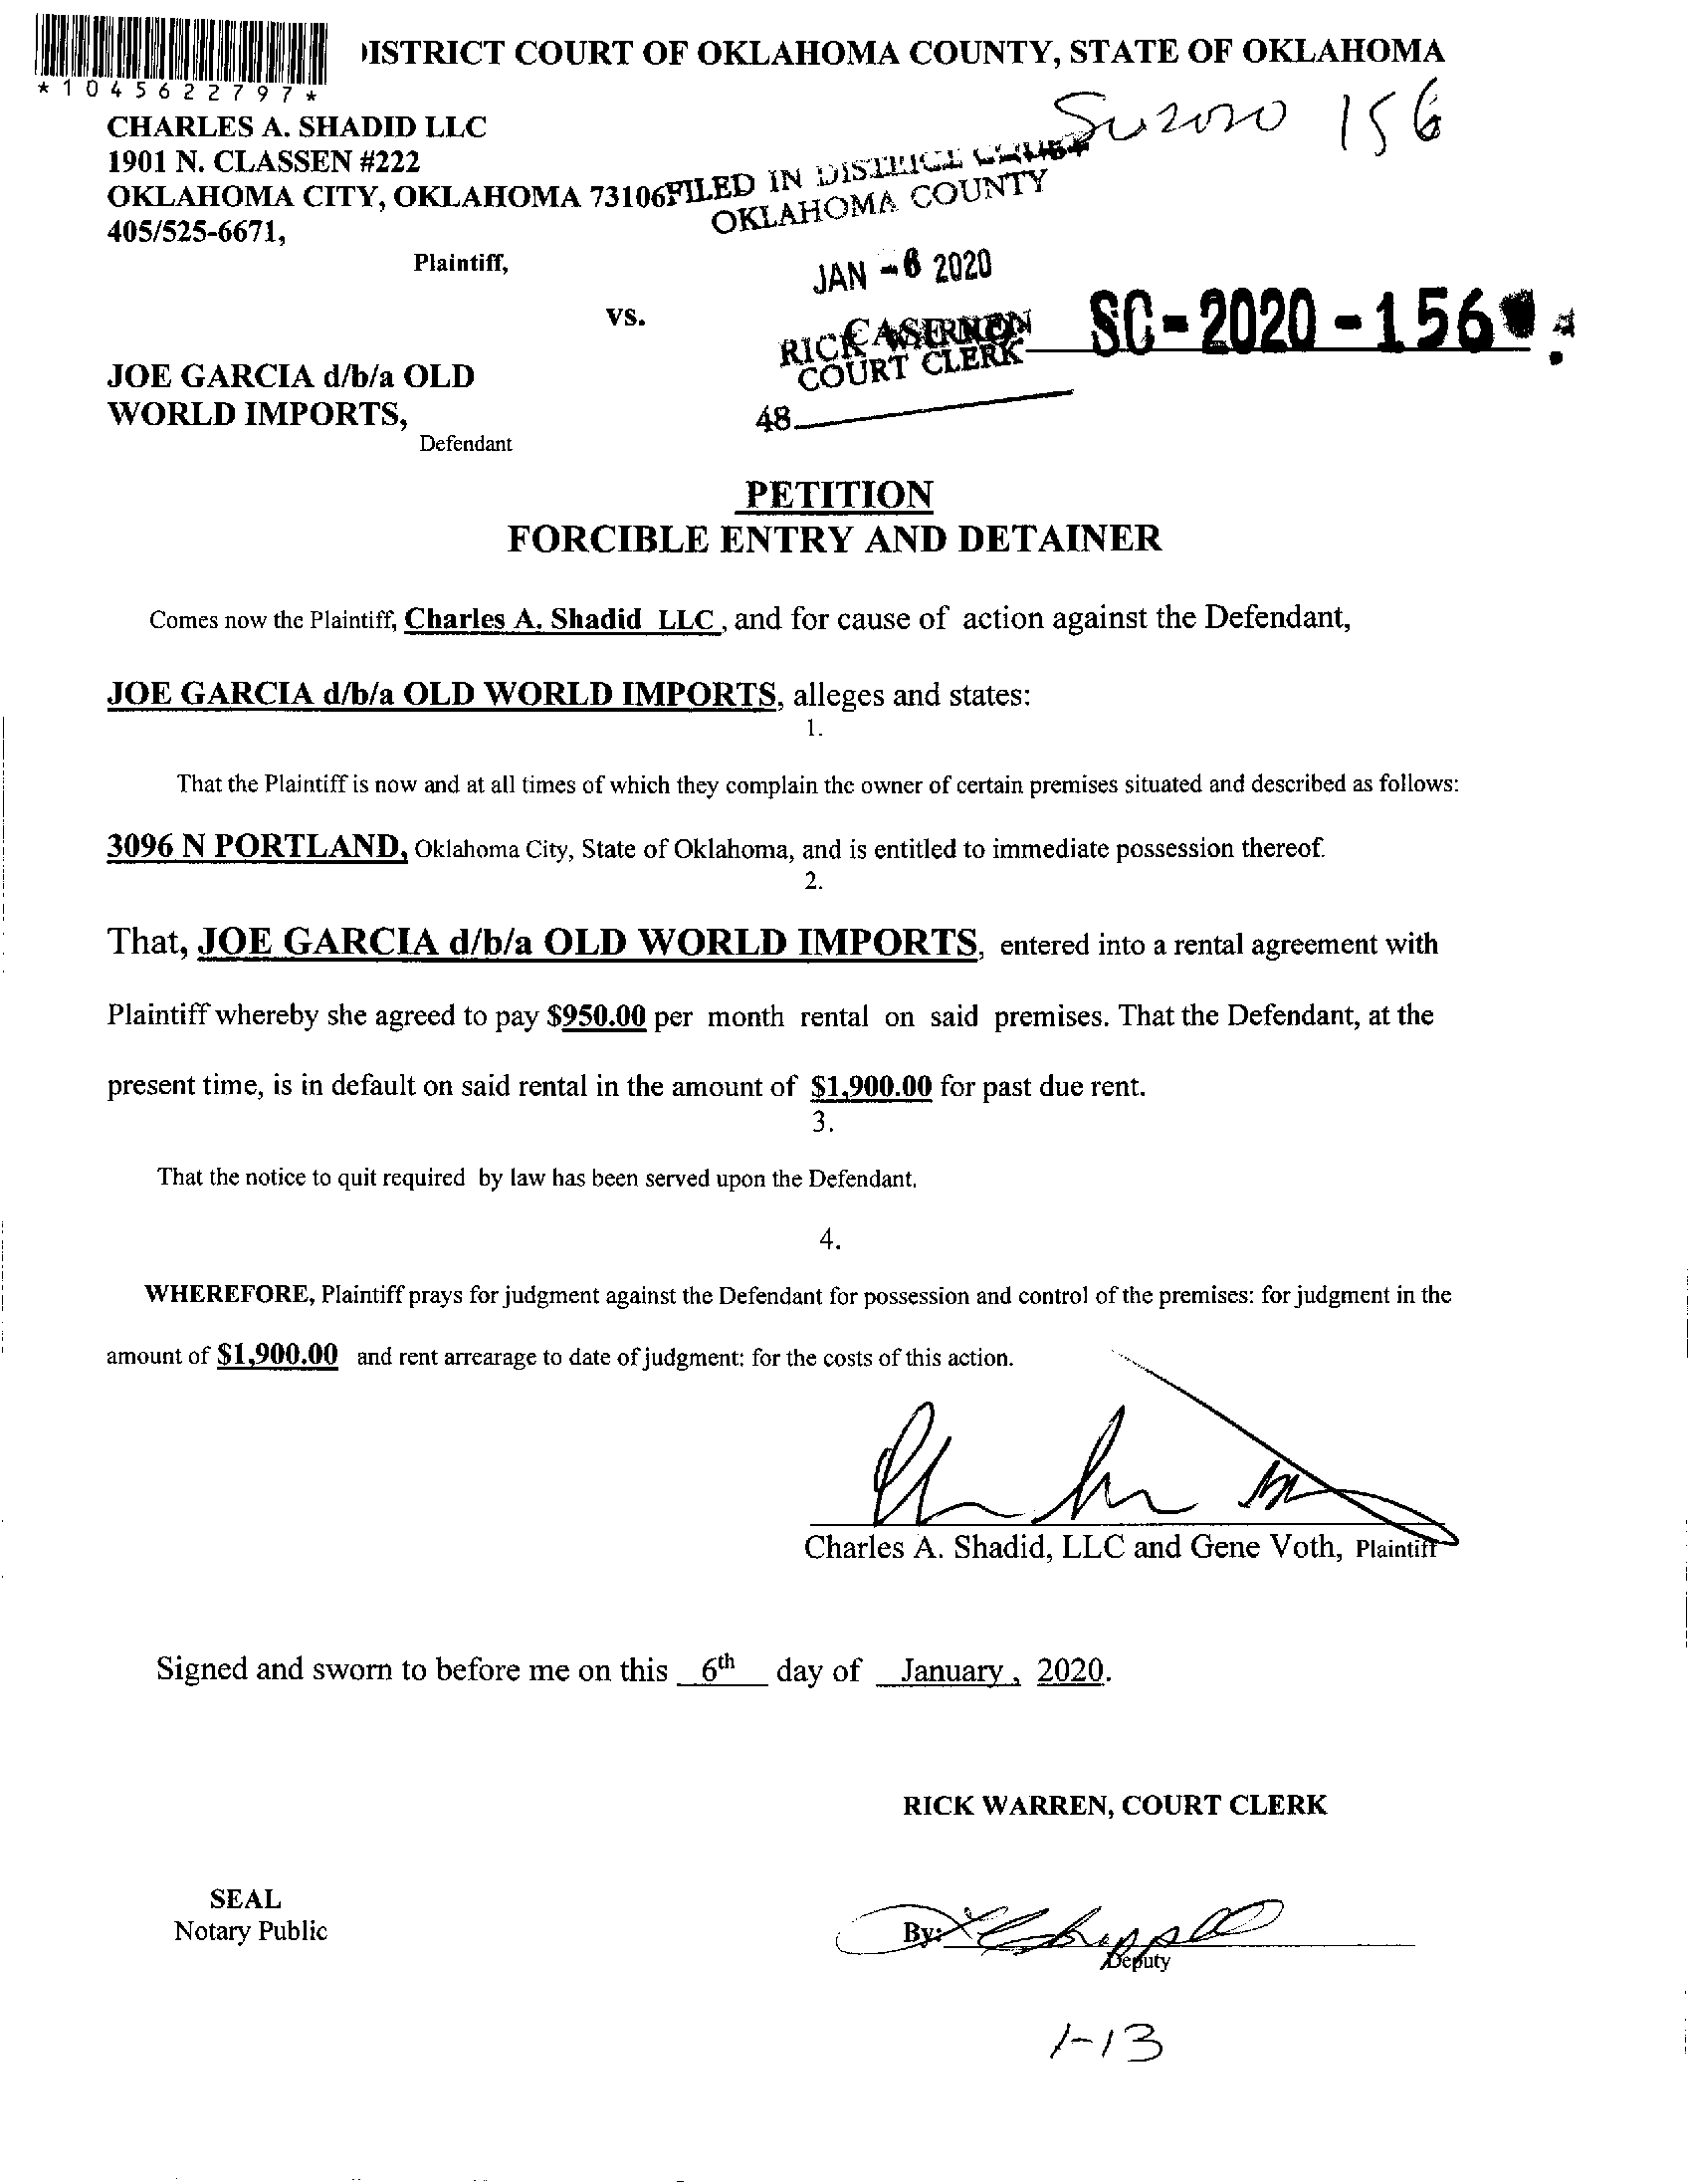 ISTRICT COURT OF OKLAHOMA COUNTY, STATE OF OKLAHOMA
*1045622797*
156
CHARLES A. SHADID LLC
1901 N. CLASSEN #222
OKLAHOMA CITY, OKLAHOMA 73106
405/525-6671,
FILED IN DISTRICT COURT
OKLAHOMA COUNTY
Plaintiff,
JAN -6 2020
vs.
RICK WARREN
COURT CLERK
CASE NO.
SC-2020-156
JOE GARCIA d/b/a OLD
WORLD IMPORTS,
48
Defendant
PETITION
FORCIBLE ENTRY AND DETAINER
Comes now the Plaintiff, Charles A. Shadid LLC, and for cause of action against the Defendant,
JOE GARCIA d/b/a OLD WORLD IMPORTS, alleges and states:
1.
That the Plaintiff is now and at all times of which they complain the owner of certain premises situated and described as follows:
3096 N PORTLAND, Oklahoma City, State of Oklahoma, and is entitled to immediate possession thereof.
2.
That, JOE GARCIA d/b/a OLD WORLD IMPORTS, entered into a rental agreement with
Plaintiff whereby she agreed to pay $950.00 per month rental on said premises. That the Defendant, at the
present time, is in default on said rental in the amount of $1,900.00 for past due rent.
3.
That the notice to quit required by law has been served upon the Defendant.
4.
WHEREFORE, Plaintiff prays for judgment against the Defendant for possession and control of the premises: for judgment in the
amount of $1,900.00 and rent arrearage to date of judgment: for the costs of this action.
Charles A. Shadid, LLC and Gene Voth, Plaintiff
Signed and sworn to before me on this 6th day of January, 2020.
RICK WARREN, COURT CLERK
SEAL
Notary Public
By:
Deputy
1-13